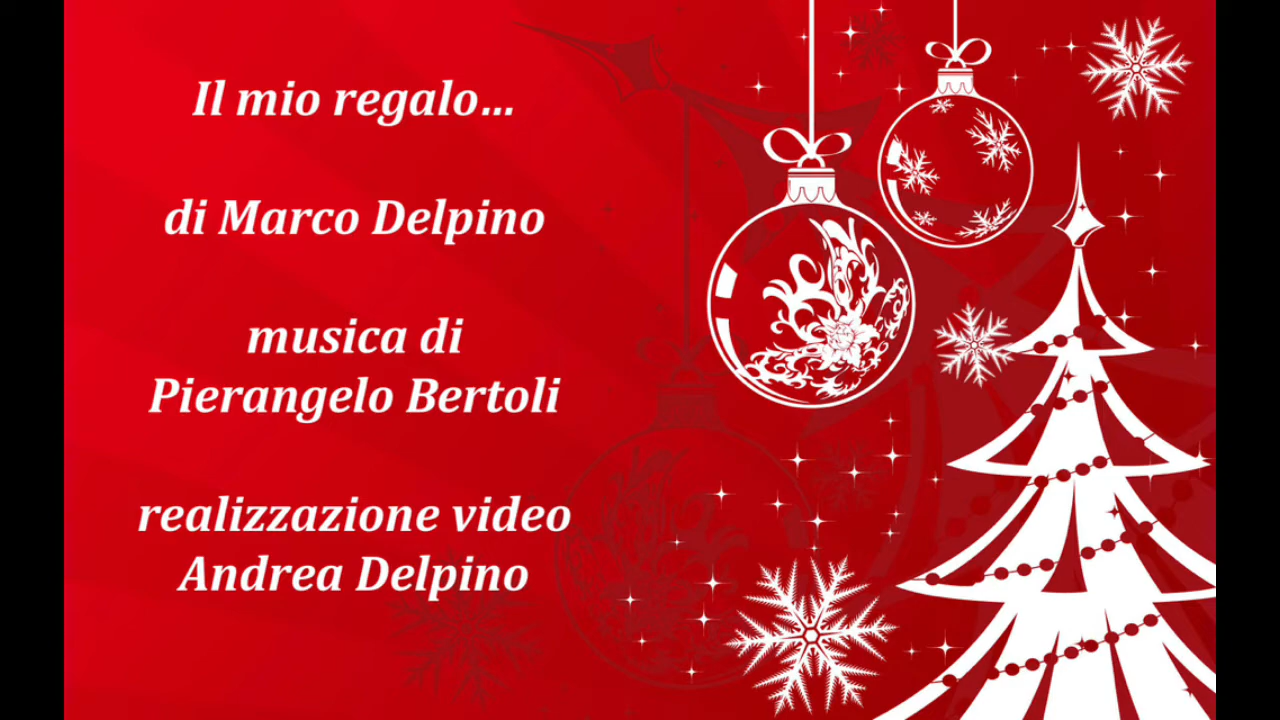 Il mio regalo...
di Marco Delpino
musica di
Pierangelo Bertoli
realizzazione video
Andrea Delpino